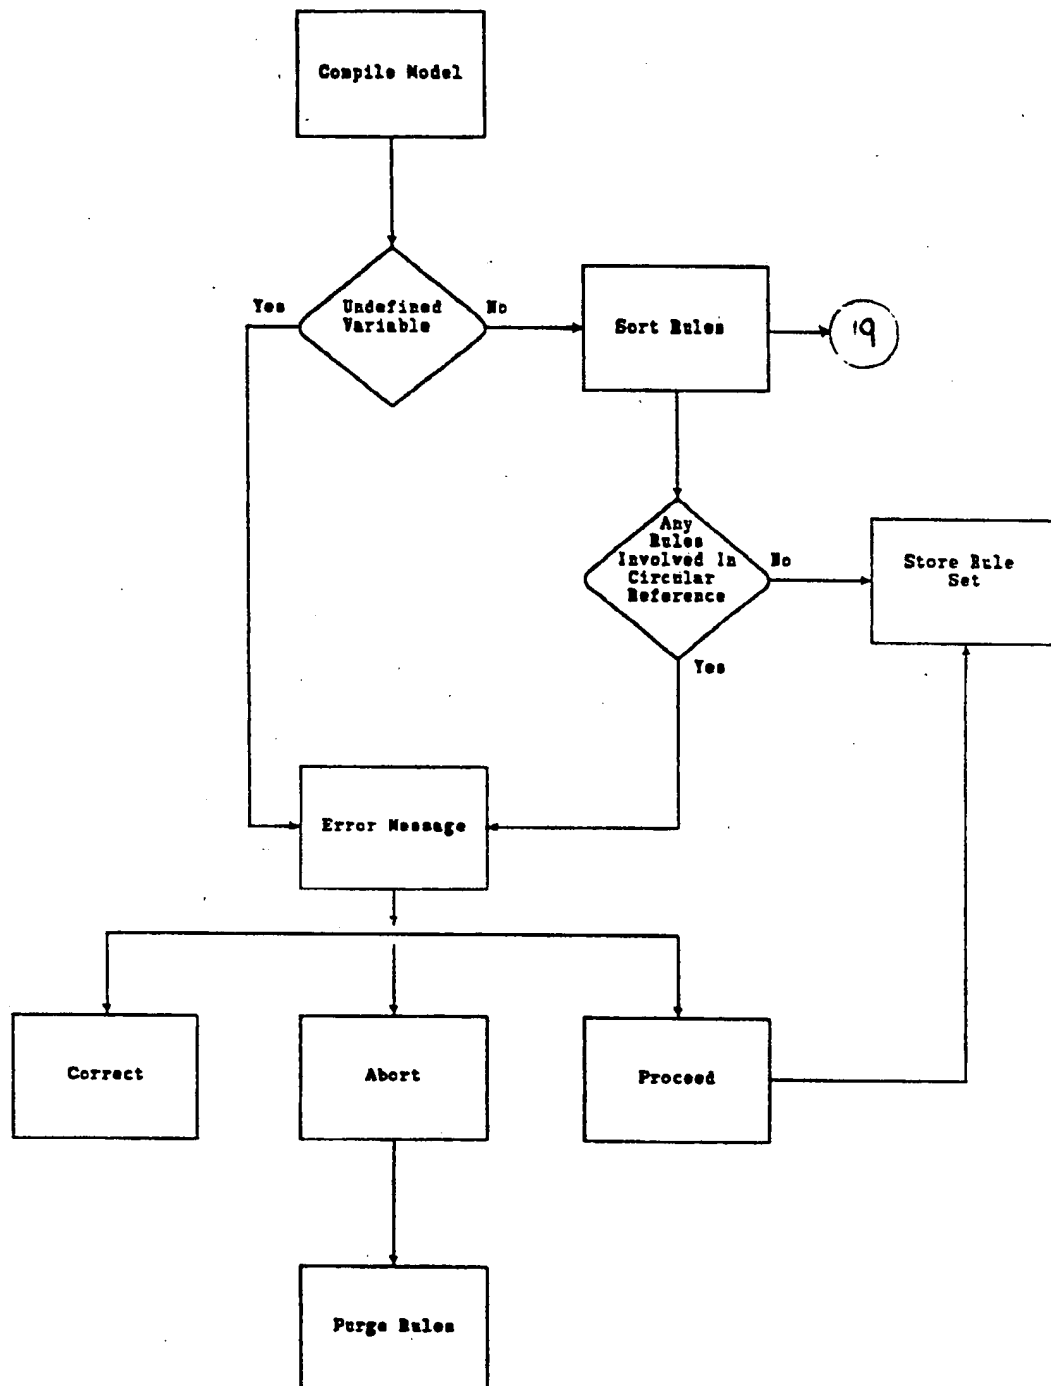 Compile Model
Yes
Undefined
Variable
No
Sort Rules
19
Any
Rules
Involved In
Circular
Reference
No
Store Rule
Set
Yes
Error Message
Correct
Abort
Proceed
Purge Rules